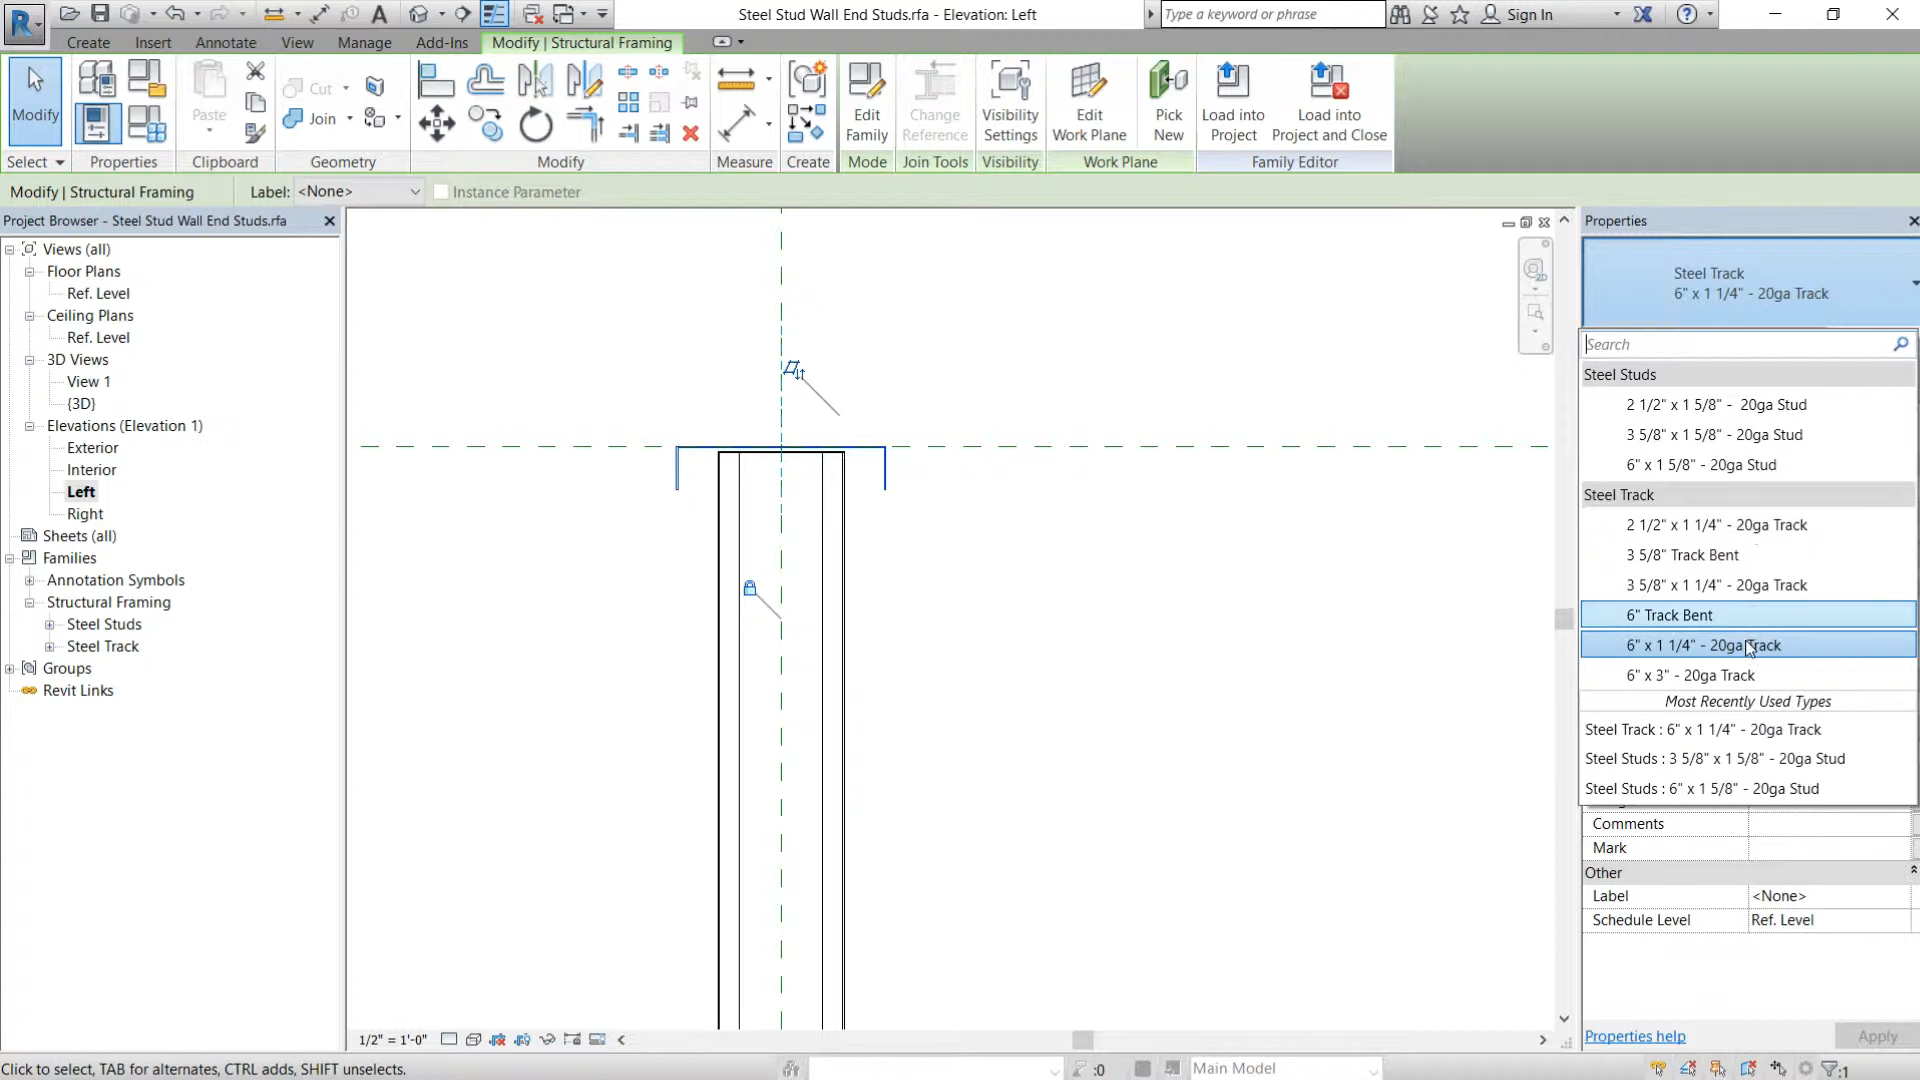 Steel Stud Wall End Studs.rfa - Elevation: Left
Type a keyword or phrase
Sign In
Create Insert Annotate View Manage Add-Ins Modify | Structural Framing
Modify
Paste
Cut
Join
Edit Family
Change Reference
Visibility Settings
Edit Work Plane
Pick New
Load into Project
Load into Project and Close
Select Properties Clipboard Geometry Modify Measure Create Mode Join Tools Visibility Work Plane Family Editor
Modify | Structural Framing Label: <None> Instance Parameter
Project Browser - Steel Stud Wall End Studs.rfa
Views (all)
Floor Plans
Ref. Level
Ceiling Plans
Ref. Level
3D Views
View 1
{3D}
Elevations (Elevation 1)
Exterior
Interior
Left
Right
Sheets (all)
Families
Annotation Symbols
Structural Framing
Steel Studs
Steel Track
Groups
Revit Links
Properties
Steel Track
6" x 1 1/4" - 20ga Track
Search
Steel Studs
2 1/2" x 1 5/8" - 20ga Stud
3 5/8" x 1 5/8" - 20ga Stud
6" x 1 5/8" - 20ga Stud
Steel Track
2 1/2" x 1 1/4" - 20ga Track
3 5/8" Track Bent
3 5/8" x 1 1/4" - 20ga Track
6" Track Bent
6" x 1 1/4" - 20ga Track
6" x 3" - 20ga Track
Most Recently Used Types
Steel Track : 6" x 1 1/4" - 20ga Track
Steel Studs : 3 5/8" x 1 5/8" - 20ga Stud
Steel Studs : 6" x 1 5/8" - 20ga Stud
Comments
Mark
Other
Label <None>
Schedule Level Ref. Level
Properties help Apply
1/2" = 1'-0"
Click to select, TAB for alternates, CTRL adds, SHIFT unselects.
:0
Main Model
:1